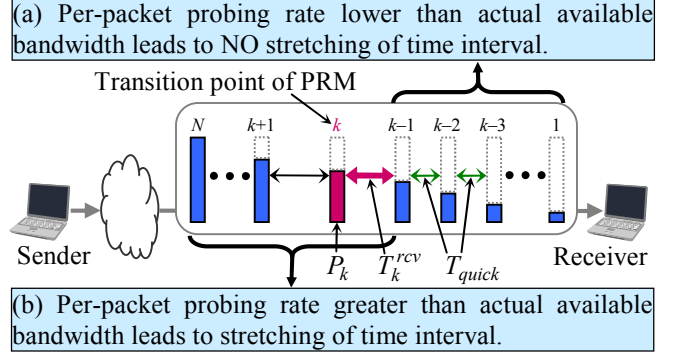 (a) Per-packet probing rate lower than actual available
bandwidth leads to NO stretching of time interval.
Transition point of PRM
N k+1 k k–1 k–2 k–3 1
Sender P_k T_k^{rcv} T_{quick} Receiver
(b) Per-packet probing rate greater than actual available
bandwidth leads to stretching of time interval.